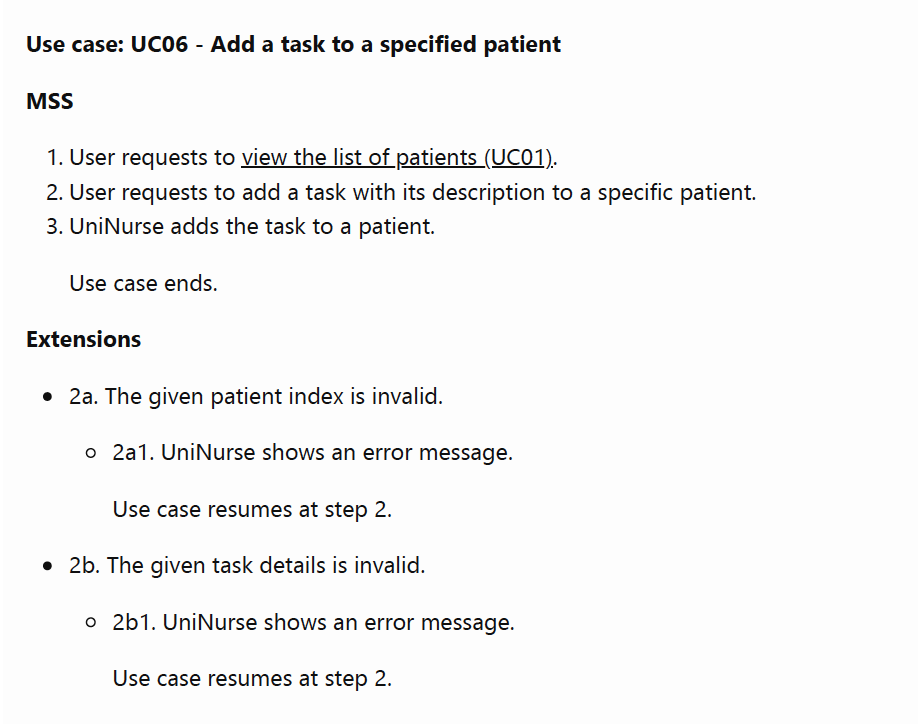 Use case: UC06 - Add a task to a specified patient
MSS
1. User requests to view the list of patients (UC01).
2. User requests to add a task with its description to a specific patient.
3. UniNurse adds the task to a patient.
Use case ends.
Extensions
• 2a. The given patient index is invalid.
○ 2a1. UniNurse shows an error message.
Use case resumes at step 2.
• 2b. The given task details is invalid.
○ 2b1. UniNurse shows an error message.
Use case resumes at step 2.